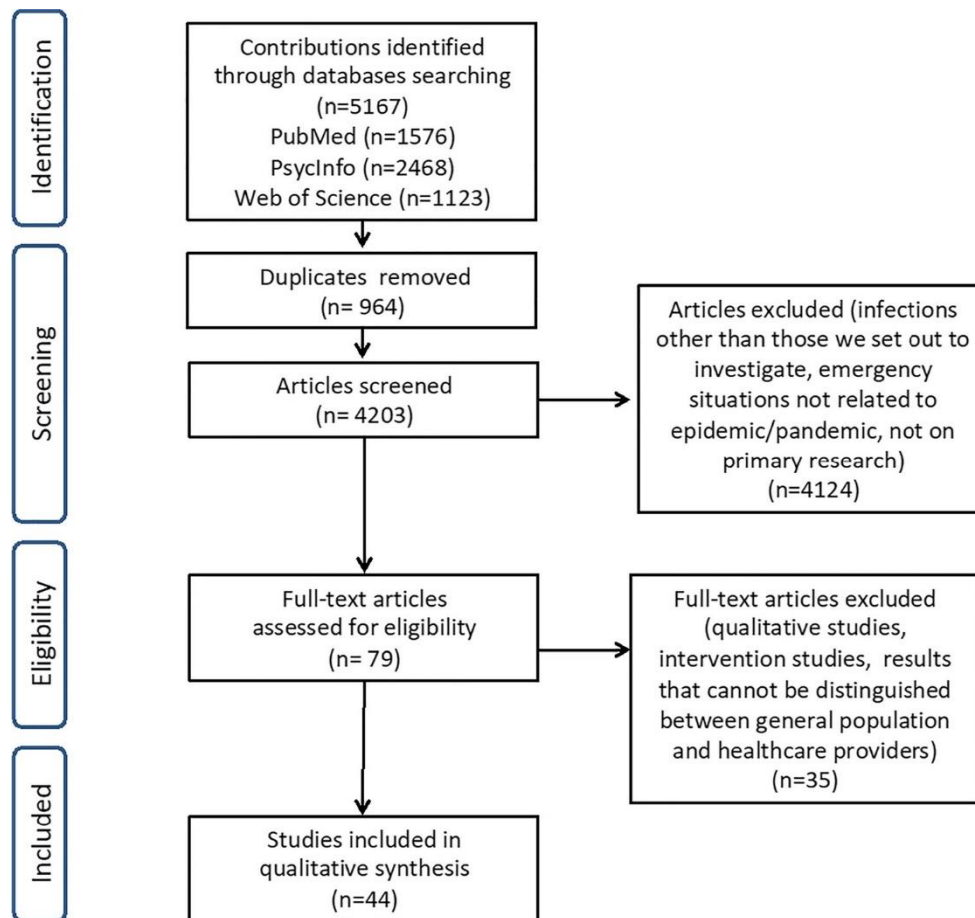 Identification
Contributions identified
through databases searching
(n=5167)
PubMed (n=1576)
PsycInfo (n=2468)
Web of Science (n=1123)
Screening
Duplicates removed
(n= 964)
Articles screened
(n= 4203)
Articles excluded (infections
other than those we set out to
investigate, emergency
situations not related to
epidemic/pandemic, not on
primary research)
(n=4124)
Eligibility
Full-text articles
assessed for eligibility
(n= 79)
Full-text articles excluded
(qualitative studies,
intervention studies, results
that cannot be distinguished
between general population
and healthcare providers)
(n=35)
Included
Studies included in
qualitative synthesis
(n=44)